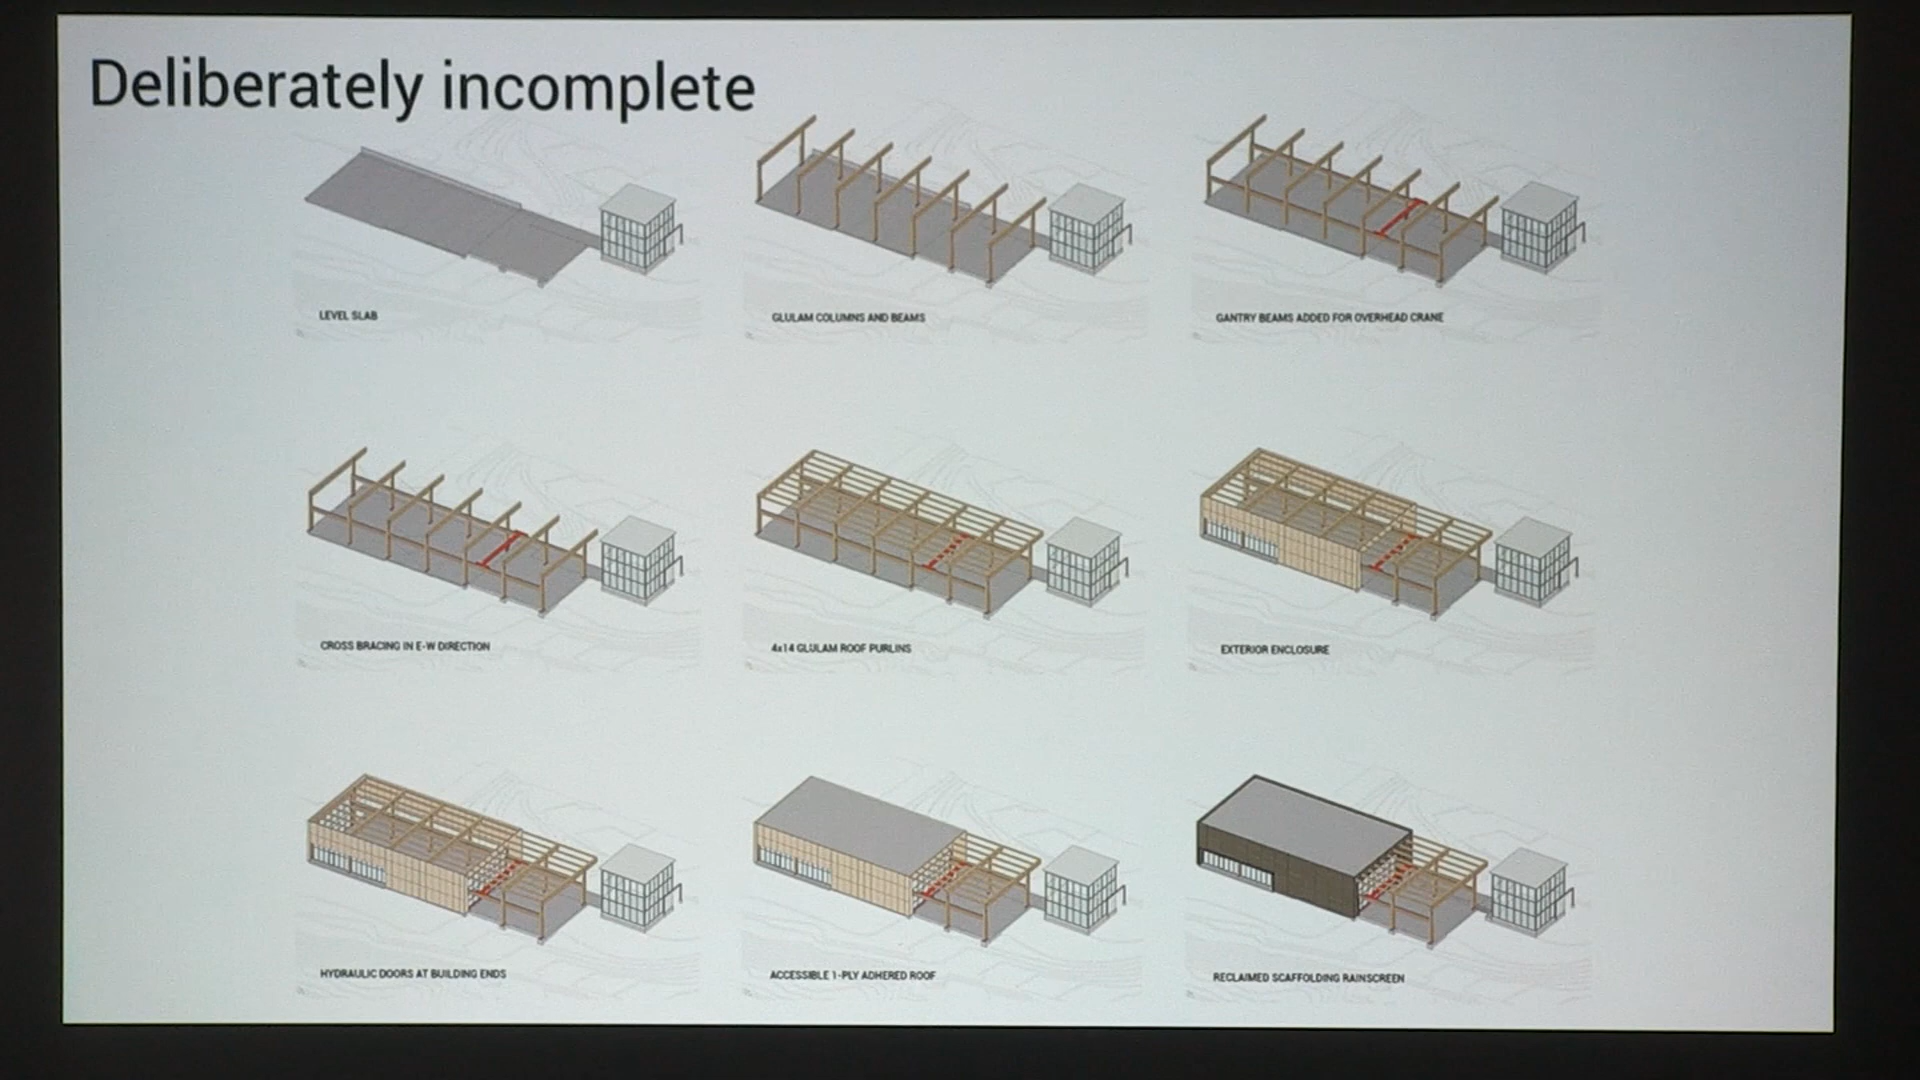 Deliberately incomplete
LEVEL SLAB
GLULAM COLUMNS AND BEAMS
GANTRY BEAMS ADDED FOR OVERHEAD CRANE
CROSS BRACING IN E-W DIRECTION
4x14 GLULAM ROOF PURLINS
EXTERIOR ENCLOSURE
HYDRAULIC DOORS AT BUILDING ENDS
ACCESSIBLE 1-PLY ADHERED ROOF
RECLAIMED SCAFFOLDING RAINSCREEN